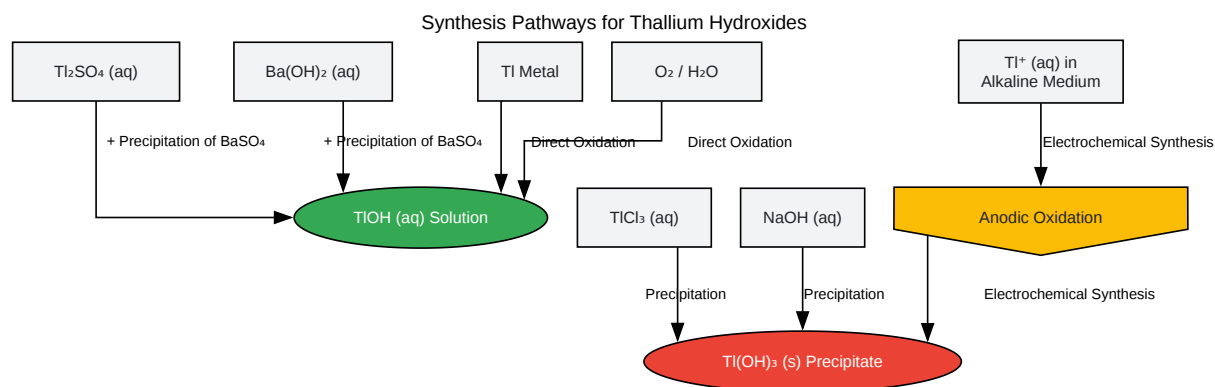 Synthesis Pathways for Thallium Hydroxides
Tl₂SO₄ (aq)
Ba(OH)₂ (aq)
Tl Metal
O₂ / H₂O
Tl⁺ (aq) in
Alkaline Medium
+ Precipitation of BaSO₄
+ Precipitation of BaSO₄
Direct Oxidation
Direct Oxidation
Electrochemical Synthesis
TlOH (aq) Solution
TlCl₃ (aq)
NaOH (aq)
Anodic Oxidation
Precipitation
Precipitation
Electrochemical Synthesis
Tl(OH)₃ (s) Precipitate